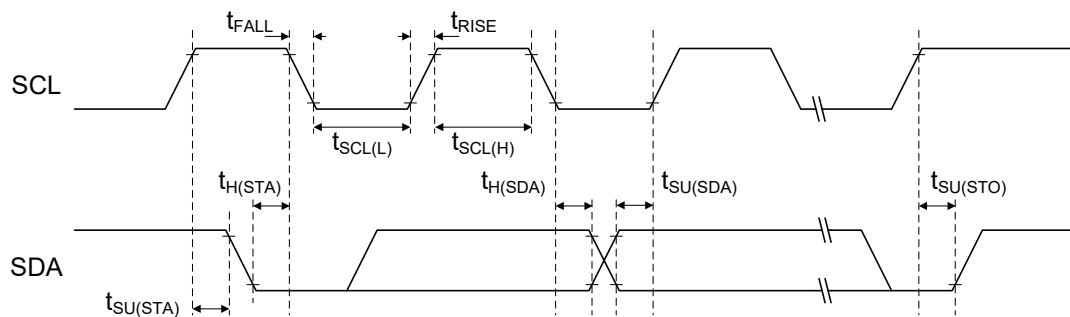 tFALL
tRISE
SCL
tSCL(L)
tSCL(H)
tH(STA)
tH(SDA)
tSU(SDA)
tSU(STO)
SDA
tSU(STA)